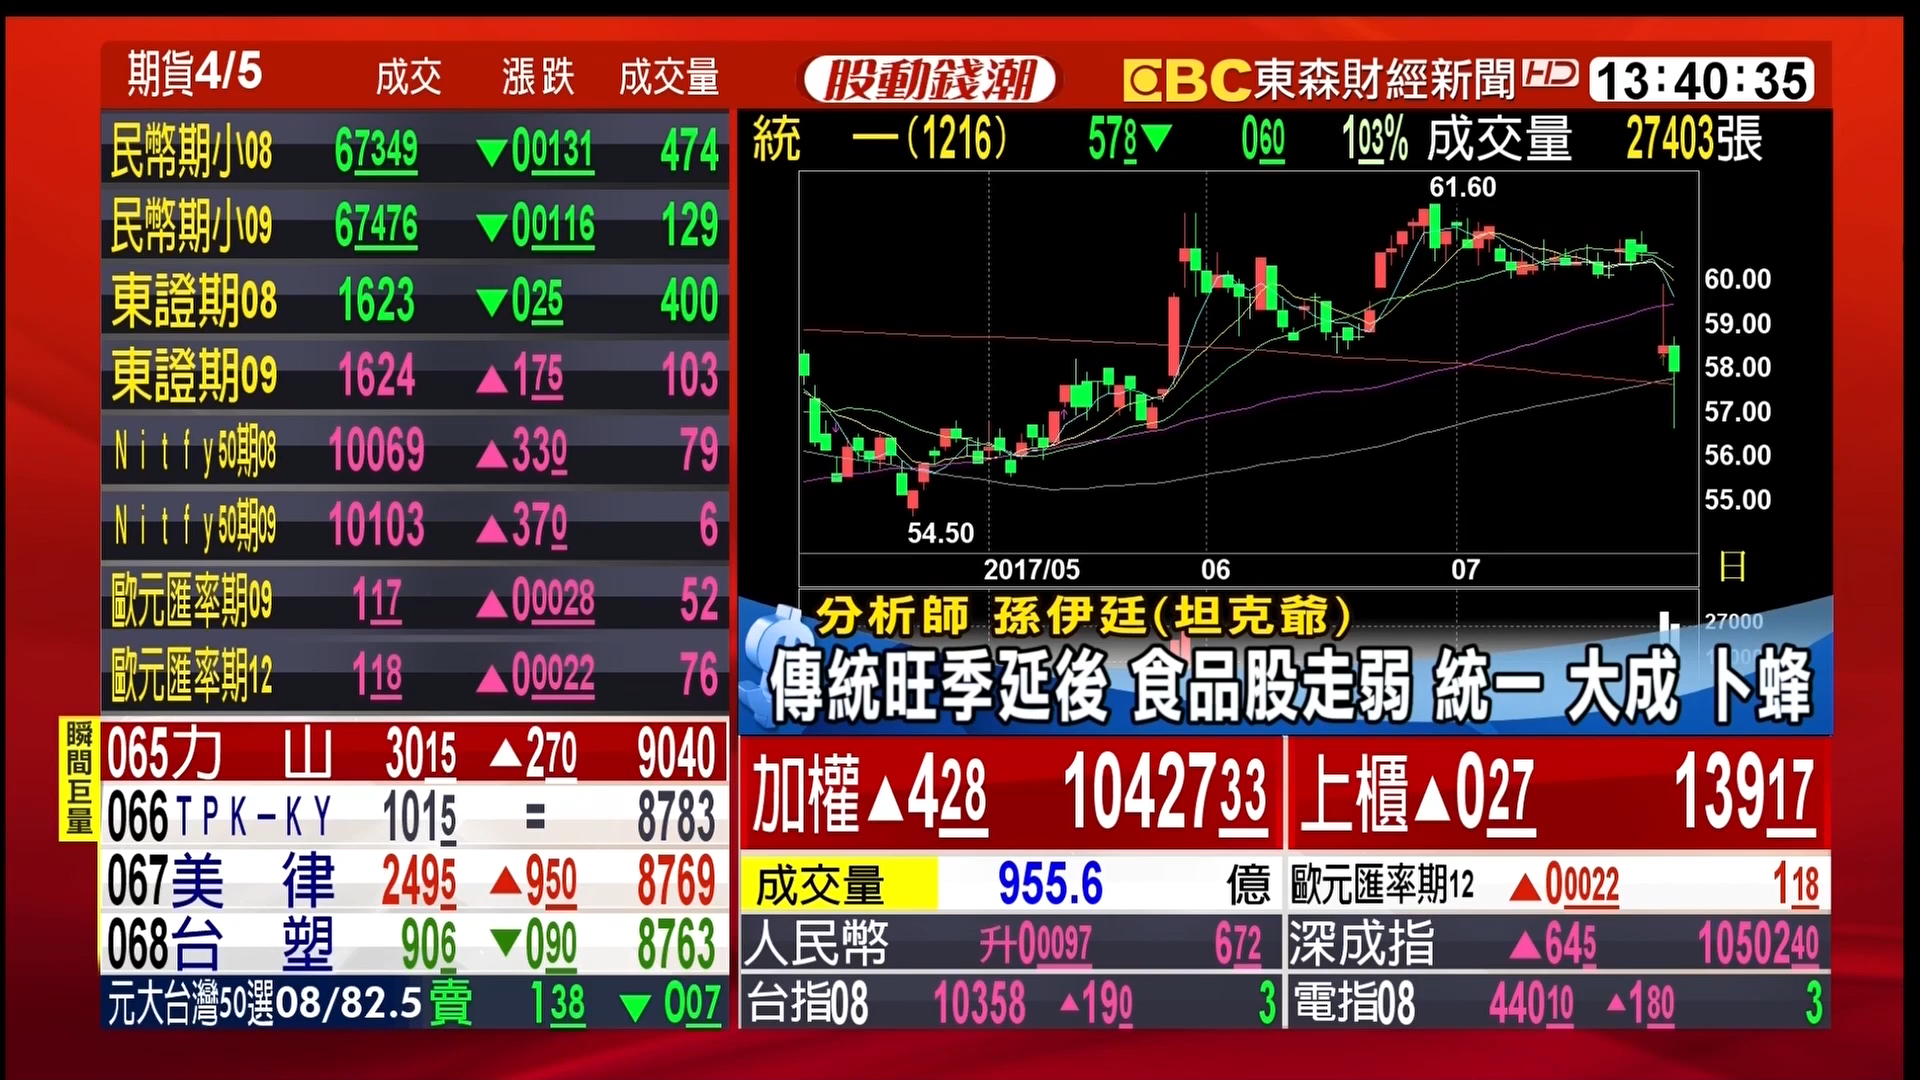 期貨4/5 成交 漲跌 成交量
股動錢潮
EBC東森財經新聞HD 13:40:35
民幣期小08 67349 ▼00131 474
民幣期小09 67476 ▼00116 129
東證期08 1623 ▼025 400
東證期09 1624 ▲175 103
Nitfy50期08 10069 ▲330 79
Nitfy50期09 10103 ▲370 6
歐元匯率期09 117 ▲00028 52
歐元匯率期12 118 ▲00022 76
瞬間巨量
065力山 3015 ▲270 9040
066TPK-KY 1015 = 8783
067美律 2495 ▲950 8769
068台塑 906 ▼090 8763
元大台灣50選08/82.5賣 138 ▼007
統一(1216) 578▼ 060 103% 成交量 27403張
61.60
60.00
59.00
58.00
57.00
56.00
55.00
54.50
2017/05 06 07 日
27000
分析師 孫伊廷(坦克爺)
傳統旺季延後 食品股走弱 統一 大成 卜蜂
加權▲428 1042733
上櫃▲027 13917
成交量 955.6 億
歐元匯率期12 ▲00022 118
人民幣 升00097 672
深成指 ▲645 1050240
台指08 10358 ▲190 3
電指08 44010 ▲180 3